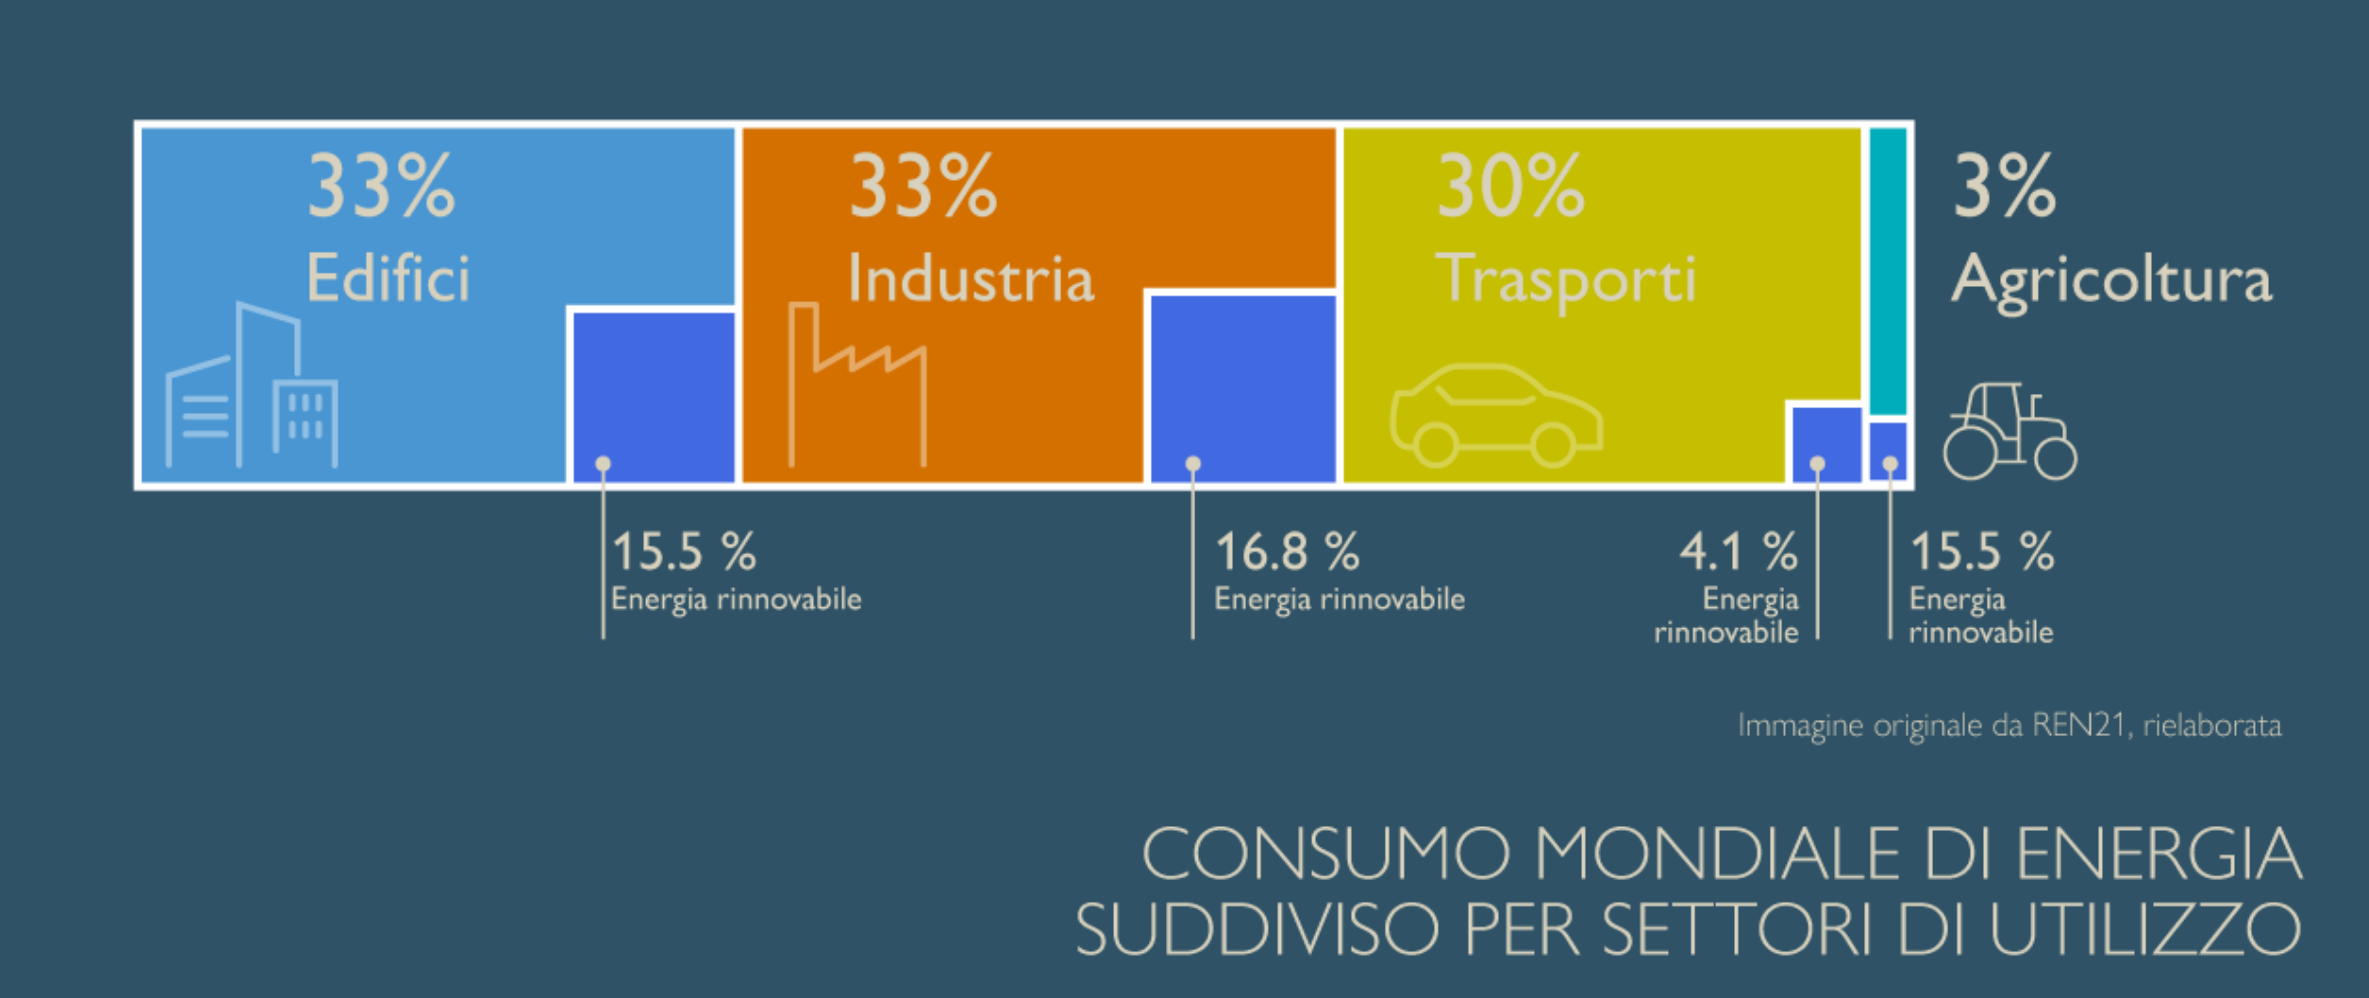 33%
Edifici
33%
Industria
30%
Trasporti
3%
Agricoltura
15.5 %
Energia rinnovabile
16.8 %
Energia rinnovabile
4.1 %
Energia
rinnovabile
15.5 %
Energia
rinnovabile
Immagine originale da REN21, rielaborata
CONSUMO MONDIALE DI ENERGIA
SUDDIVISO PER SETTORI DI UTILIZZO